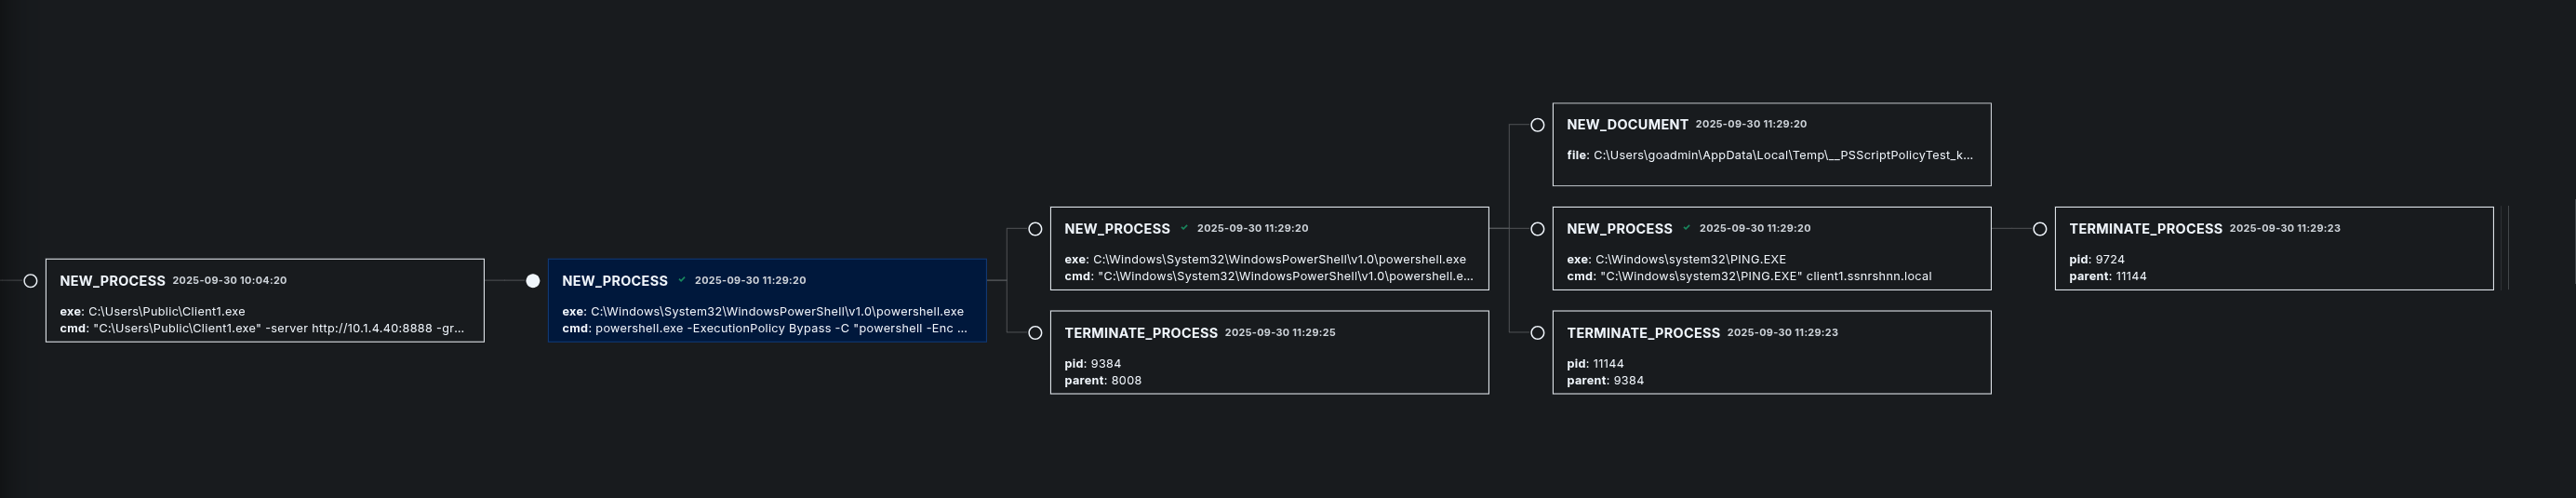 NEW_PROCESS 2025-09-30 10:04:20
exe: C:\Users\Public\Client1.exe
cmd: "C:\Users\Public\Client1.exe" -server http://10.1.4.40:8888 -gr...
NEW_PROCESS 2025-09-30 11:29:20
exe: C:\Windows\System32\WindowsPowerShell\v1.0\powershell.exe
cmd: powershell.exe -ExecutionPolicy Bypass -C "powershell -Enc ...
NEW_PROCESS 2025-09-30 11:29:20
exe: C:\Windows\System32\WindowsPowerShell\v1.0\powershell.exe
cmd: "C:\Windows\System32\WindowsPowerShell\v1.0\powershell.e...
TERMINATE_PROCESS 2025-09-30 11:29:25
pid: 9384
parent: 8008
NEW_DOCUMENT 2025-09-30 11:29:20
file: C:\Users\goadmin\AppData\Local\Temp\__PSScriptPolicyTest_k...
NEW_PROCESS 2025-09-30 11:29:20
exe: C:\Windows\system32\PING.EXE
cmd: "C:\Windows\system32\PING.EXE" client1.ssnrshnn.local
TERMINATE_PROCESS 2025-09-30 11:29:23
pid: 11144
parent: 9384
TERMINATE_PROCESS 2025-09-30 11:29:23
pid: 9724
parent: 11144